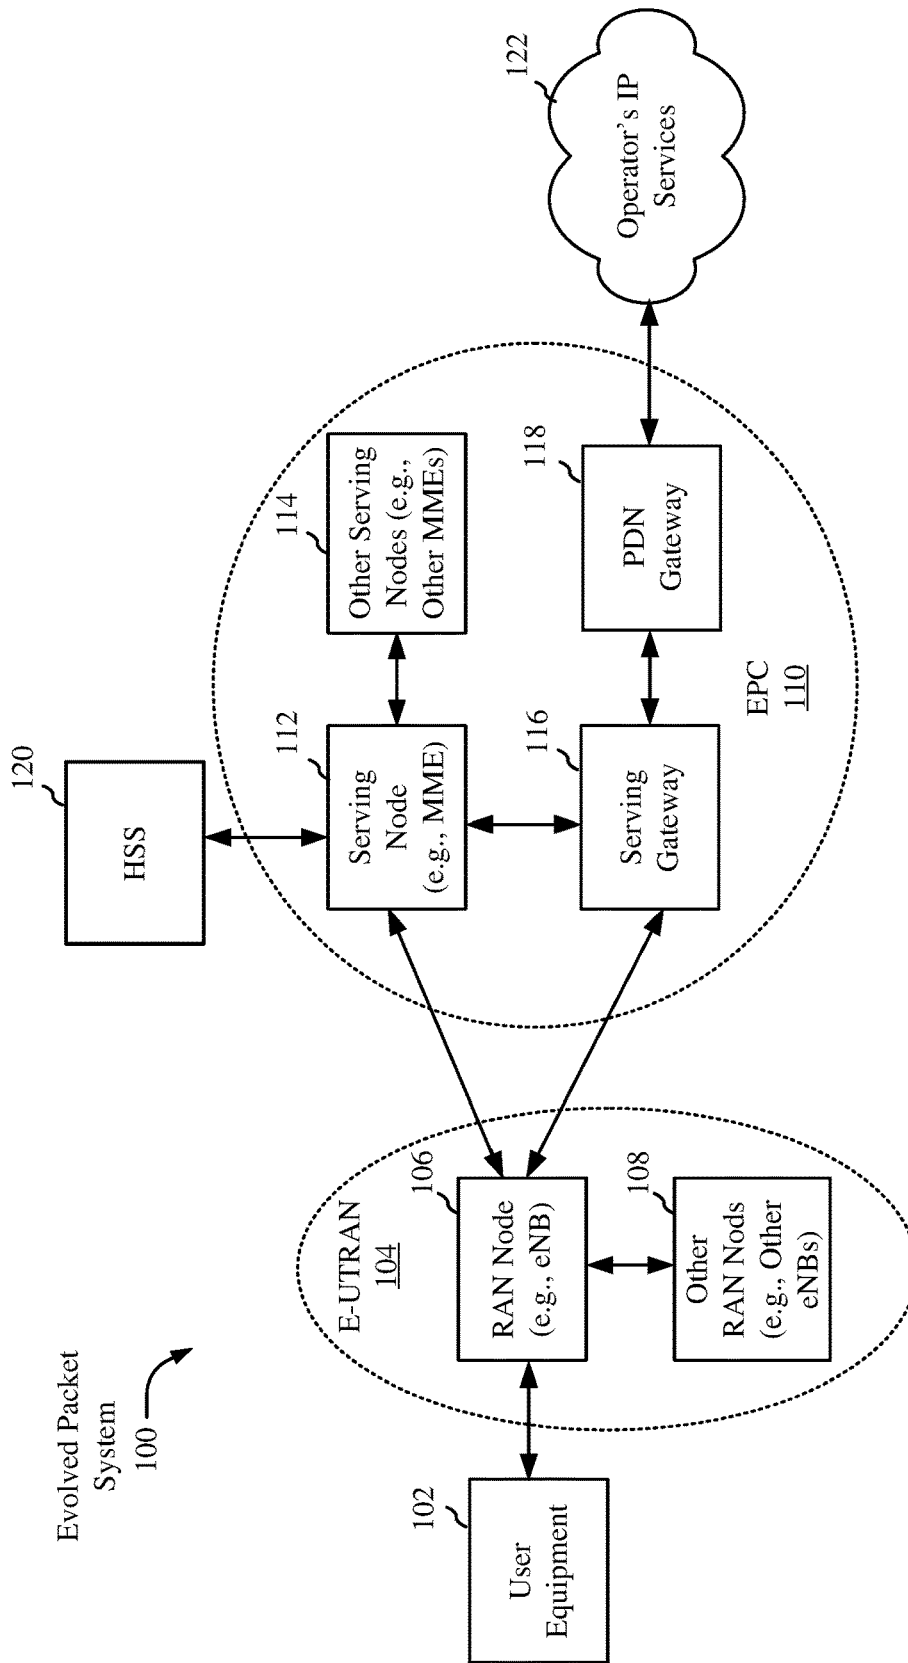 Evolved Packet
System
100
102
User
Equipment
E-UTRAN
104
106
RAN Node
(e.g., eNB)
108
Other
RAN Nods
(e.g., Other
eNBs)
120
HSS
112
Serving
Node
(e.g., MME)
114
Other Serving
Nodes (e.g.,
Other MMEs)
116
Serving
Gateway
118
PDN
Gateway
EPC
110
122
Operator's IP
Services